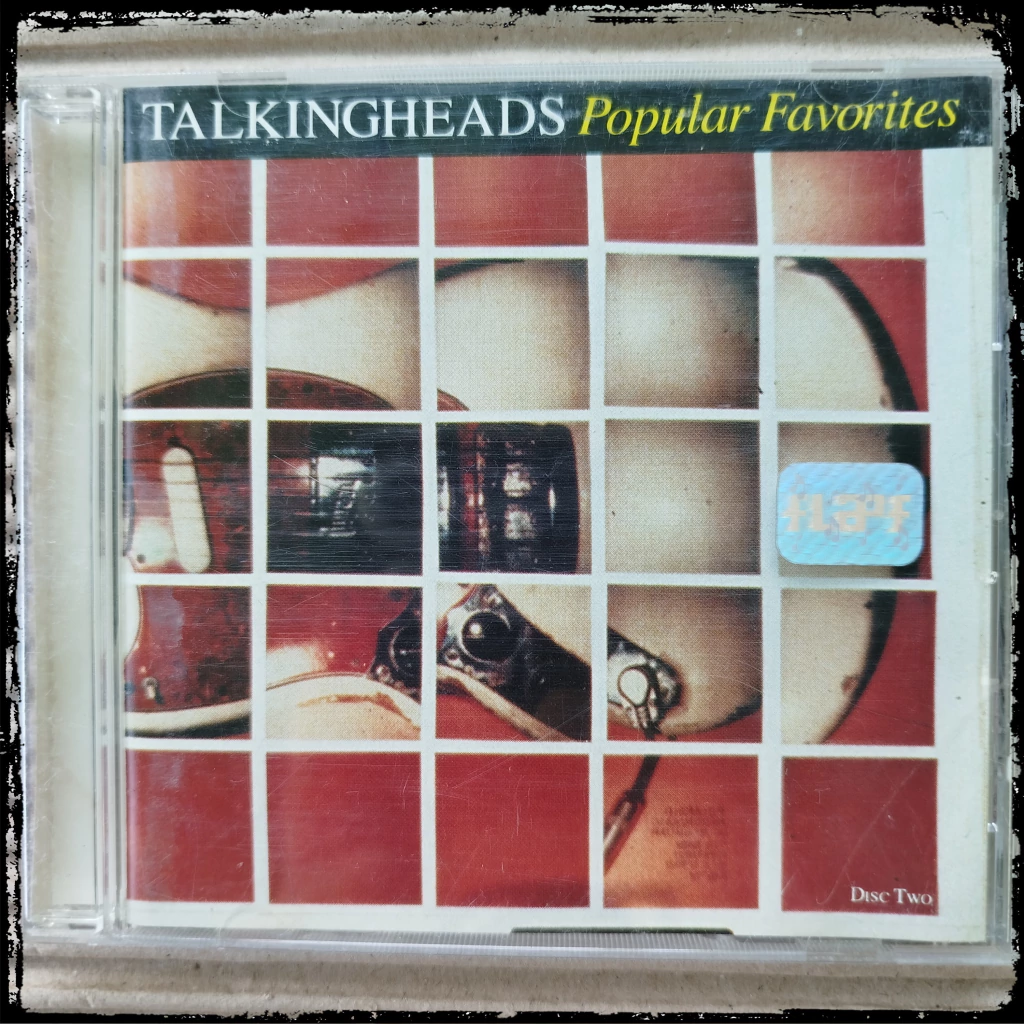 TALKINGHEADS Popular Favorites
DISC TWO